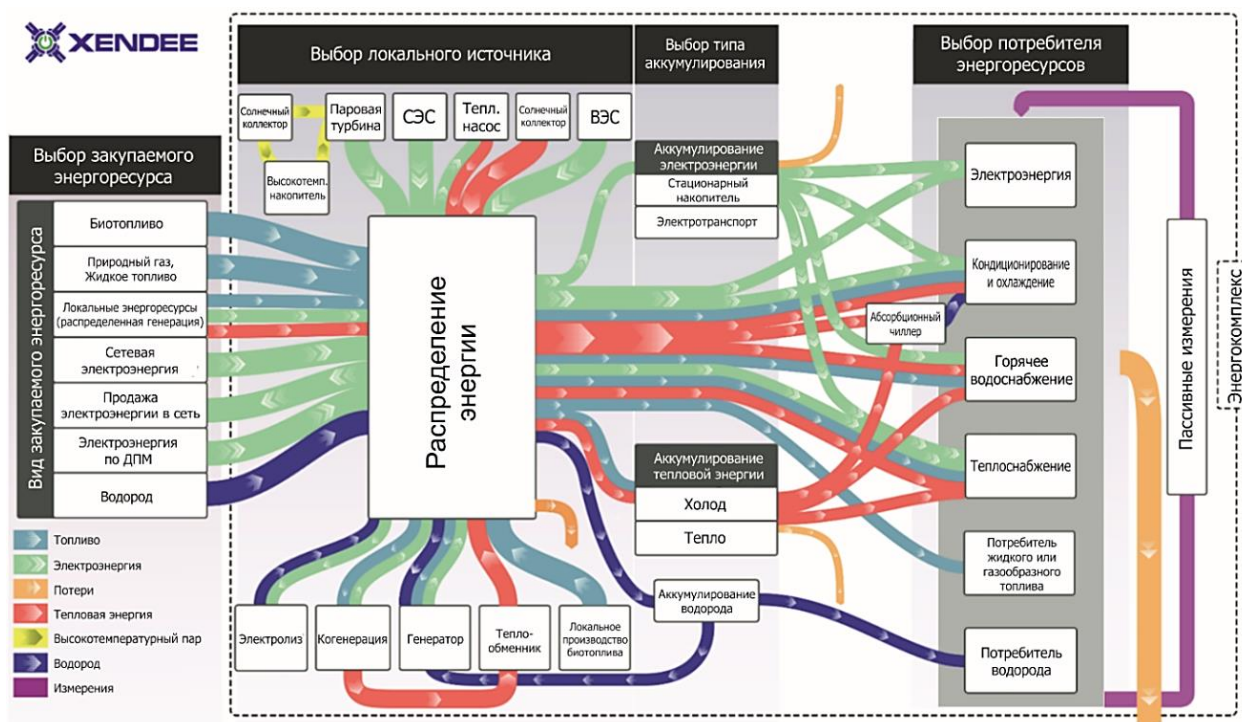 XENDEE
Выбор закупаемого
энергоресурса
Вид закупаемого энергоресурса
Биотопливо
Природный газ,
Жидкое топливо
Локальные энергоресурсы
(распределенная генерация)
Сетевая
электроэнергия
Продажа
электроэнергии в сеть
Электроэнергия
по ДПМ
Водород
Топливо
Электроэнергия
Потери
Тепловая энергия
Высокотемпературный пар
Водород
Измерения
Выбор локального источника
Солнечный
коллектор
Паровая
турбина
СЭС
Тепл.
насос
Солнечный
коллектор
ВЭС
Высокотемп.
накопитель
Распределение
энергии
Электролиз
Когенерация
Генератор
Тепло-
обменник
Локальное
производство
биотоплива
Выбор типа
аккумулирования
Аккумулирование
электроэнергии
Стационарный
накопитель
Электротранспорт
Абсорбционный
чиллер
Аккумулирование
тепловой энергии
Холод
Тепло
Аккумулирование
водорода
Выбор потребителя
энергоресурсов
Электроэнергия
Кондиционирование
и охлаждение
Горячее
водоснабжение
Теплоснабжение
Потребитель
жидкого или
газообразного
топлива
Потребитель
водорода
Пассивные измерения
Энергокомплекс